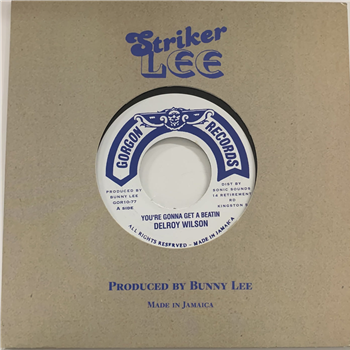 Striker
LEE
GORGON RECORDS
PRODUCED BY
BUNNY LEE
GOR10-77
A SIDE
DIST BY
SONIC SOUNDS
1A RETIREMENT
RD
KINGSTON 5
YOU'RE GONNA GET A BEATIN
DELROY WILSON
ALL RIGHTS RESERVED - MADE IN JAMAICA
PRODUCED BY BUNNY LEE
MADE IN JAMAICA